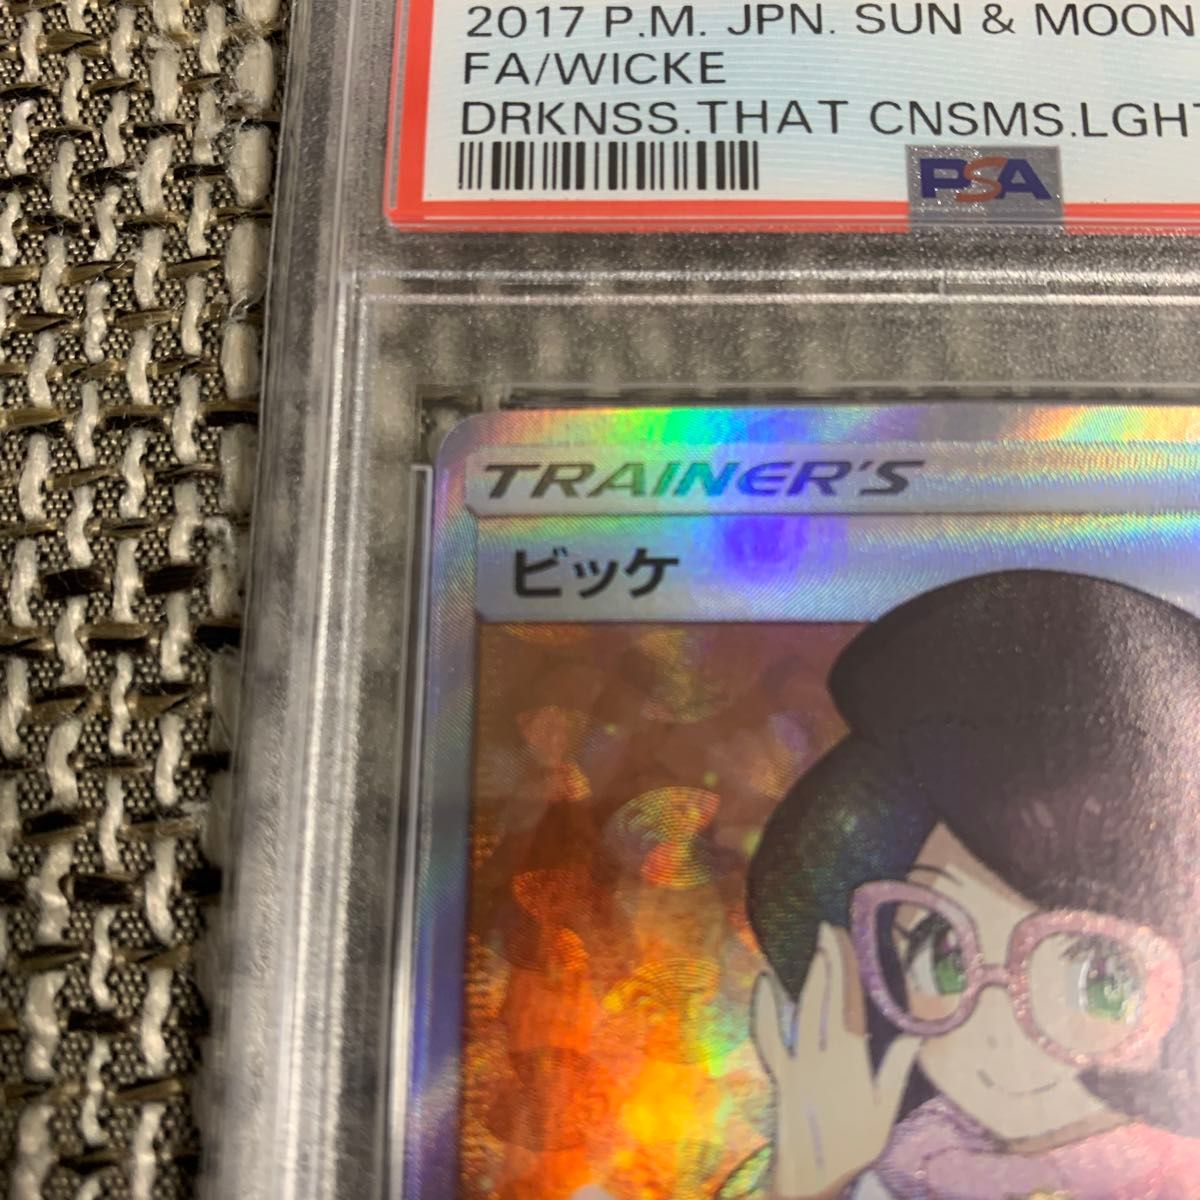 2017 P.M. JPN. SUN & MOON
FA/WICKE
DRKNSS.THAT CNSMS.LGHT
PSA
TRAINER'S
ビッケ